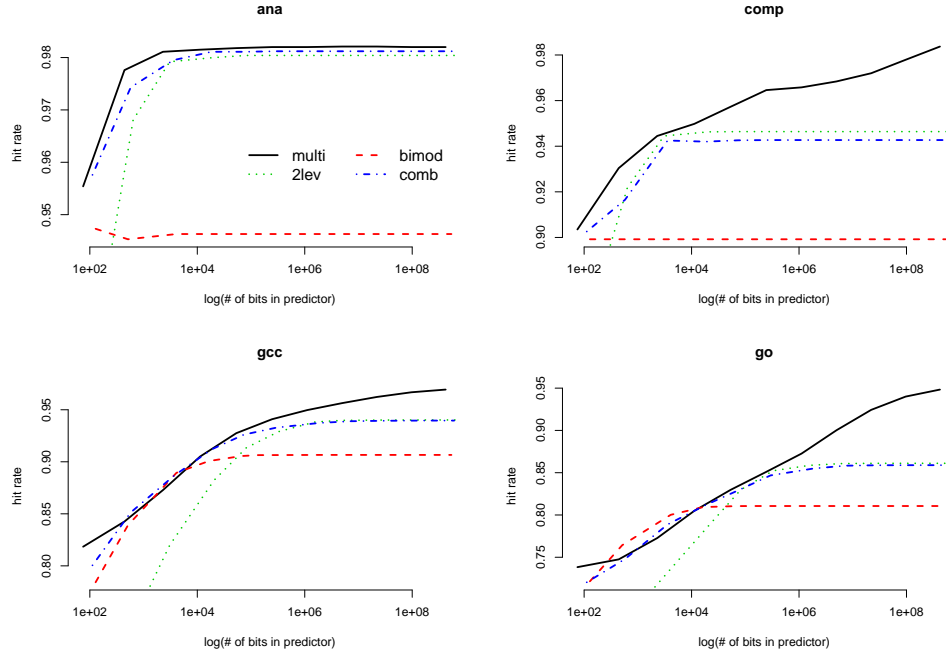 ana
hit rate
0.95 0.96 0.97 0.98
multi bimod
2lev comb
1e+02 1e+04 1e+06 1e+08
log(# of bits in predictor)
comp
hit rate
0.90 0.92 0.94 0.96 0.98
1e+02 1e+04 1e+06 1e+08
log(# of bits in predictor)
gcc
hit rate
0.80 0.85 0.90 0.95
1e+02 1e+04 1e+06 1e+08
log(# of bits in predictor)
go
hit rate
0.75 0.80 0.85 0.90 0.95
1e+02 1e+04 1e+06 1e+08
log(# of bits in predictor)